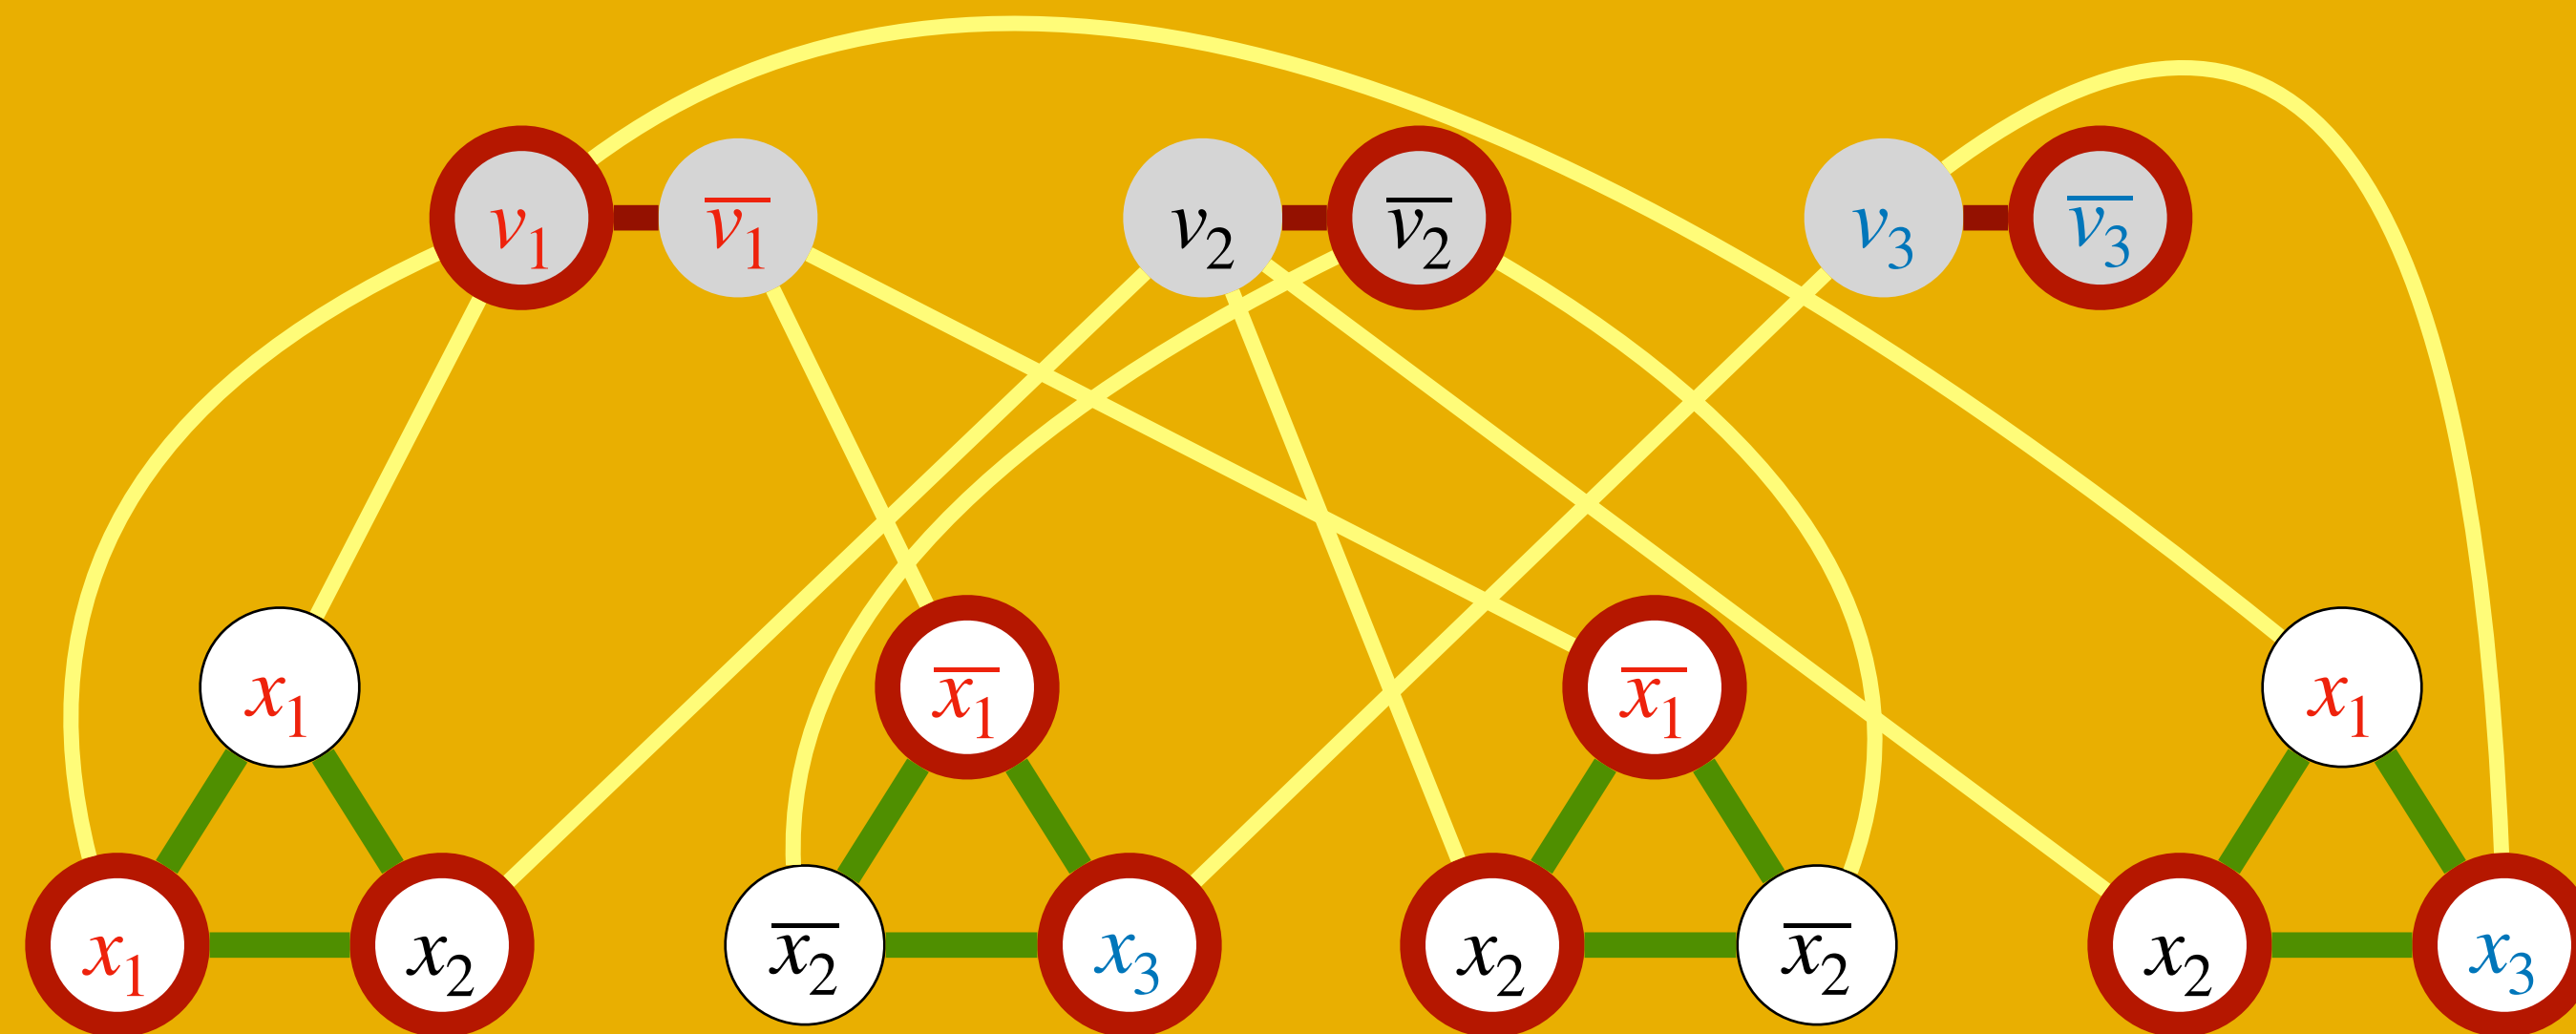 v₁ v̅₁ v₂ v̅₂ v₃ v̅₃
x₁ x̅₁ x̅₁ x₁
x₁ x₂ x̅₂ x₃ x₂ x̅₂ x₂ x₃